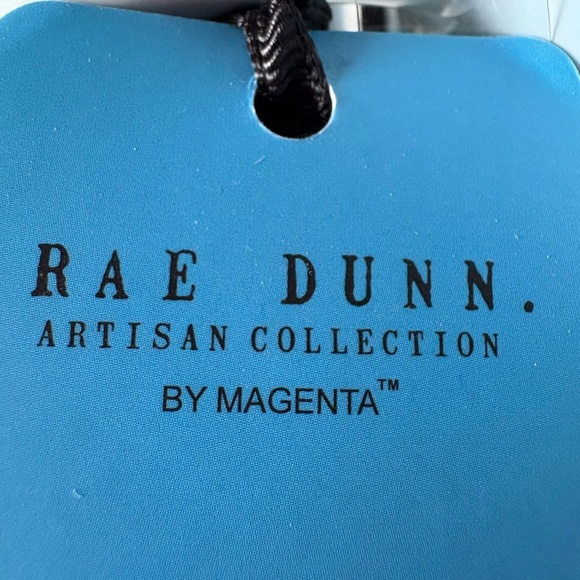 RAE DUNN.
ARTISAN COLLECTION
BY MAGENTA™